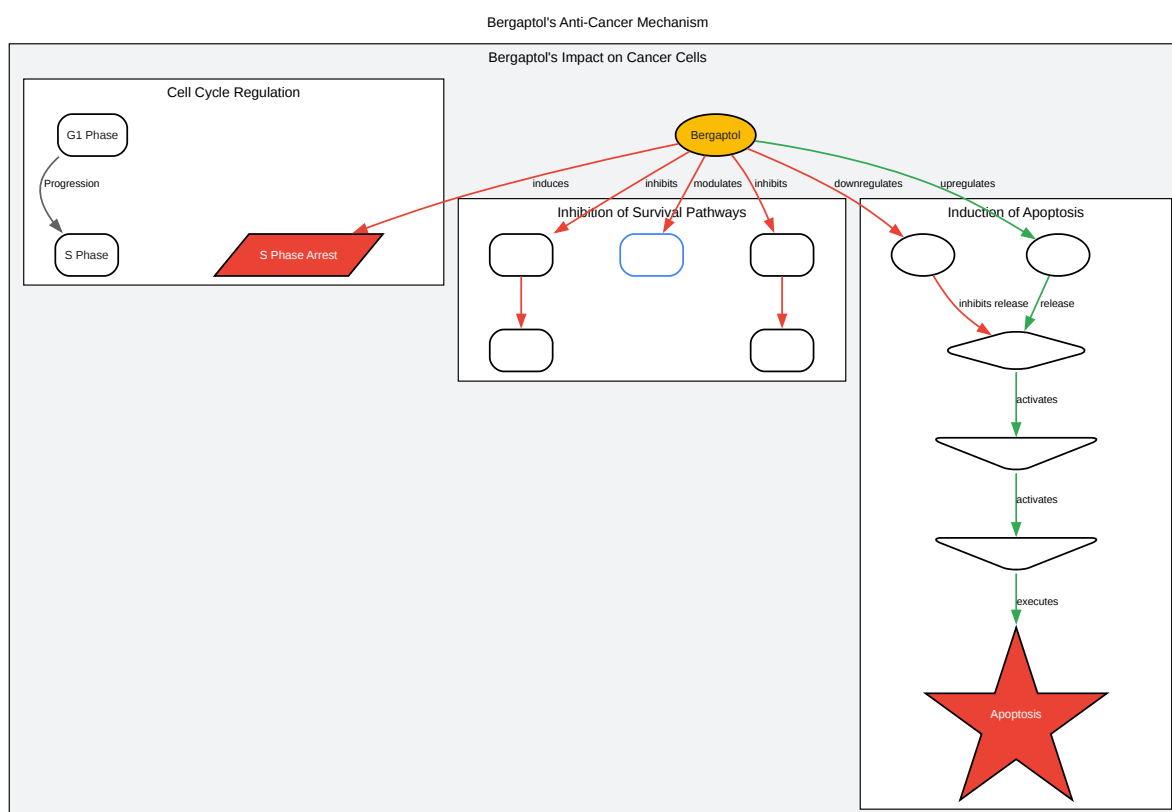 Bergaptol's Anti-Cancer Mechanism
Bergaptol's Impact on Cancer Cells
Cell Cycle Regulation
G1 Phase
Bergaptol
Progression
induces
inhibits
modulates
inhibits
downregulates
upregulates
Inhibition of Survival Pathways
Induction of Apoptosis
S Phase
S Phase Arrest
inhibits release
release
activates
activates
executes
Apoptosis